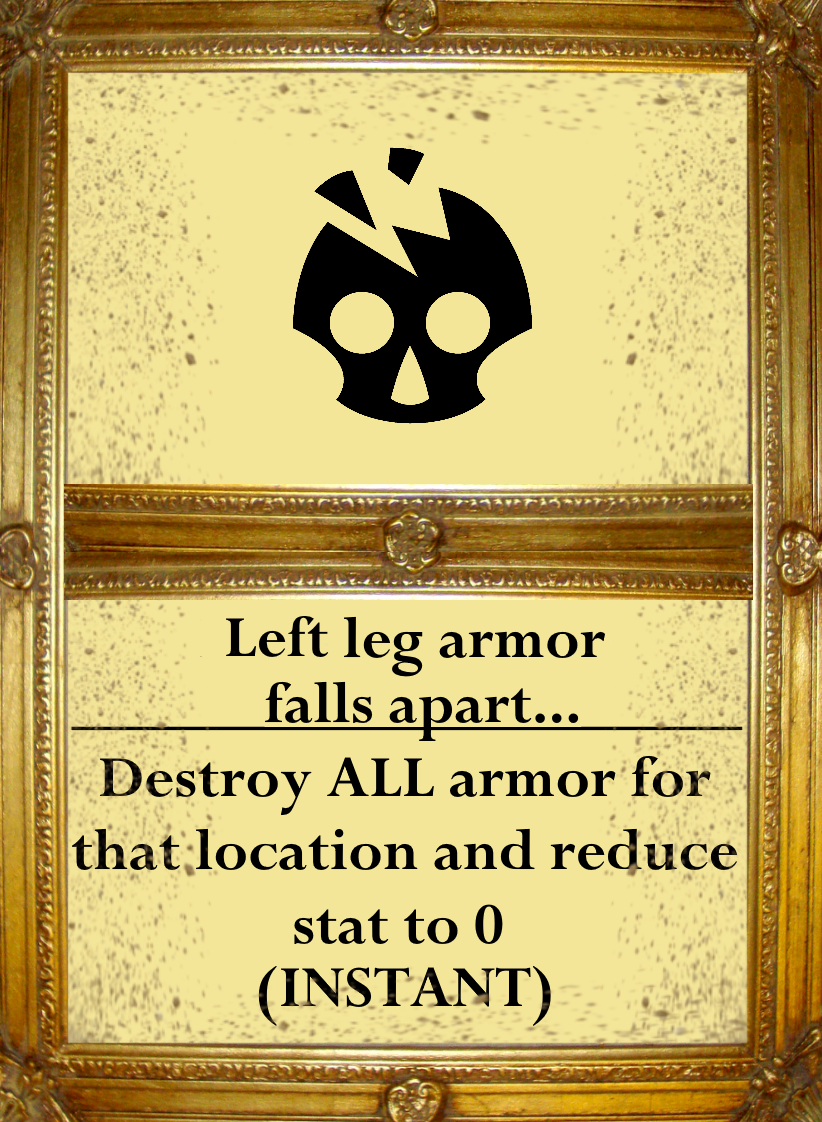 Left leg armor
falls apart...
Destroy ALL armor for
that location and reduce
stat to 0
(INSTANT)